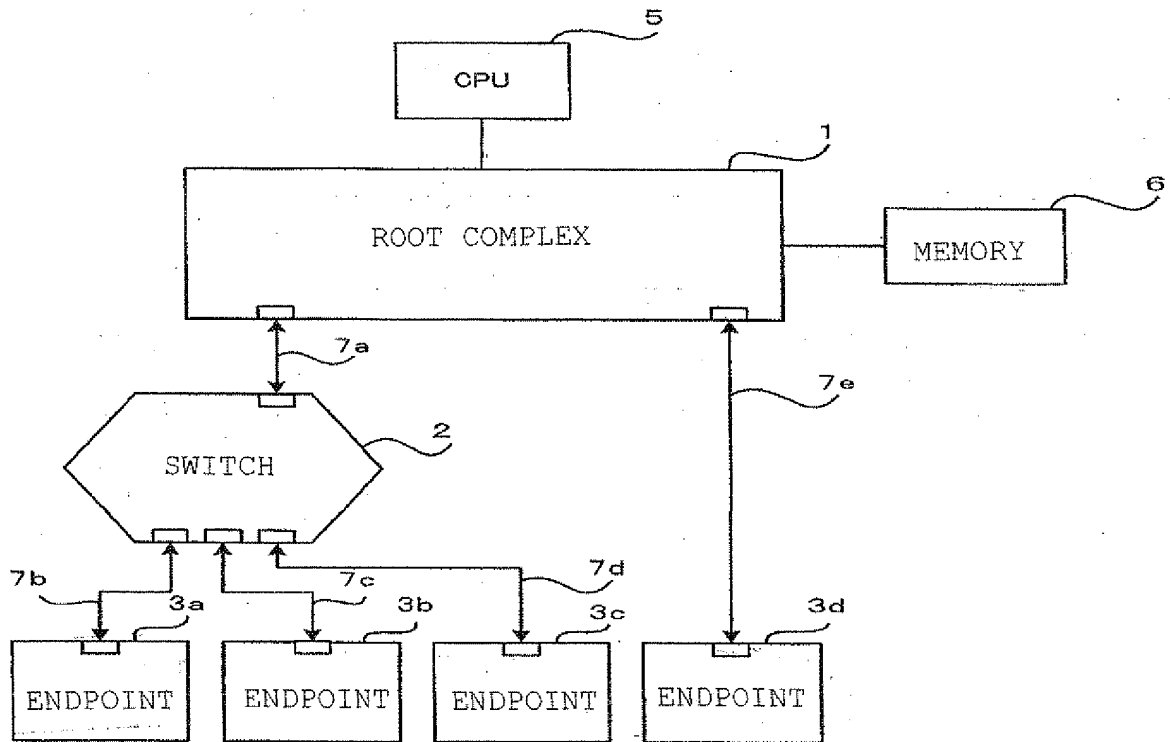 5
CPU
1
ROOT COMPLEX
6
MEMORY
7a
7e
2
SWITCH
7b
7c
7d
3a
3b
3c
3d
ENDPOINT
ENDPOINT
ENDPOINT
ENDPOINT